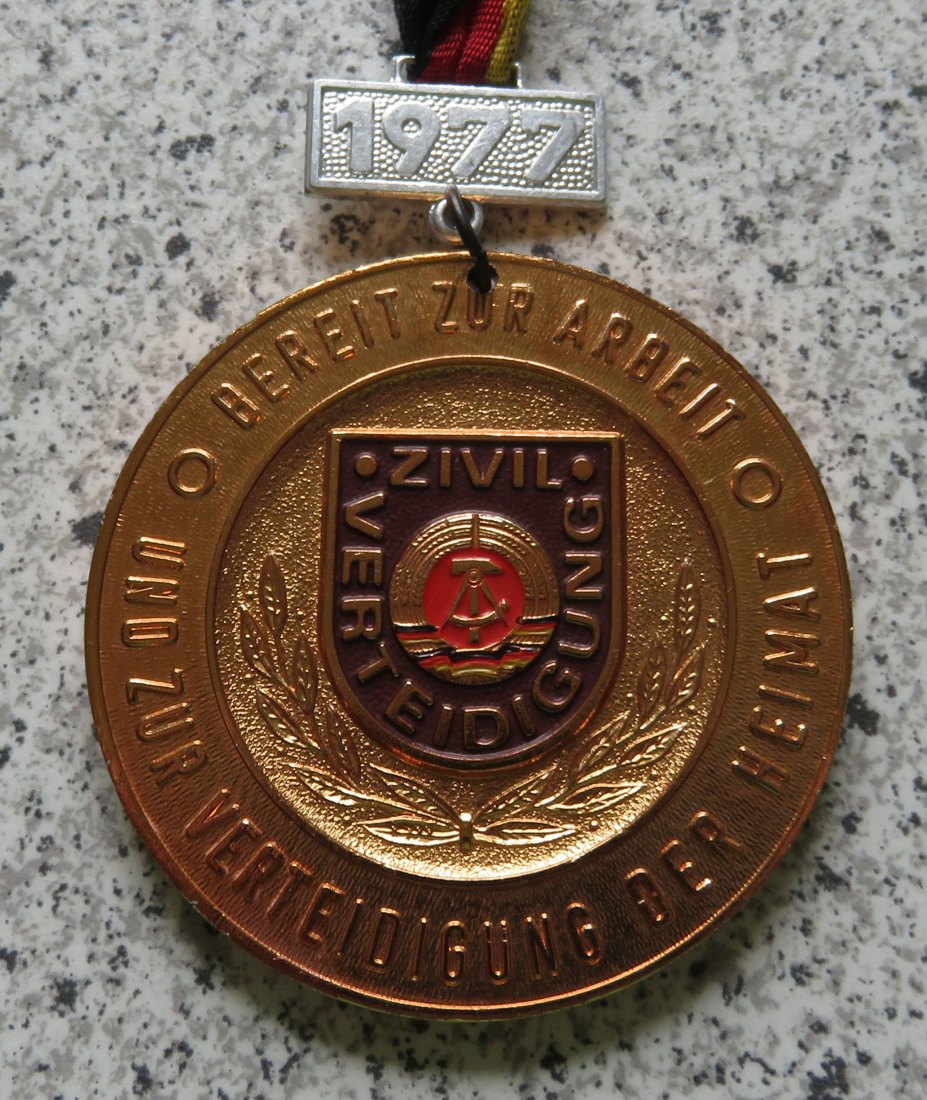 1977
BEREIT ZUR ARBEIT
UND ZUR VERTEIDIGUNG DER HEIMAT
ZIVIL
VERTEIDIGUNG